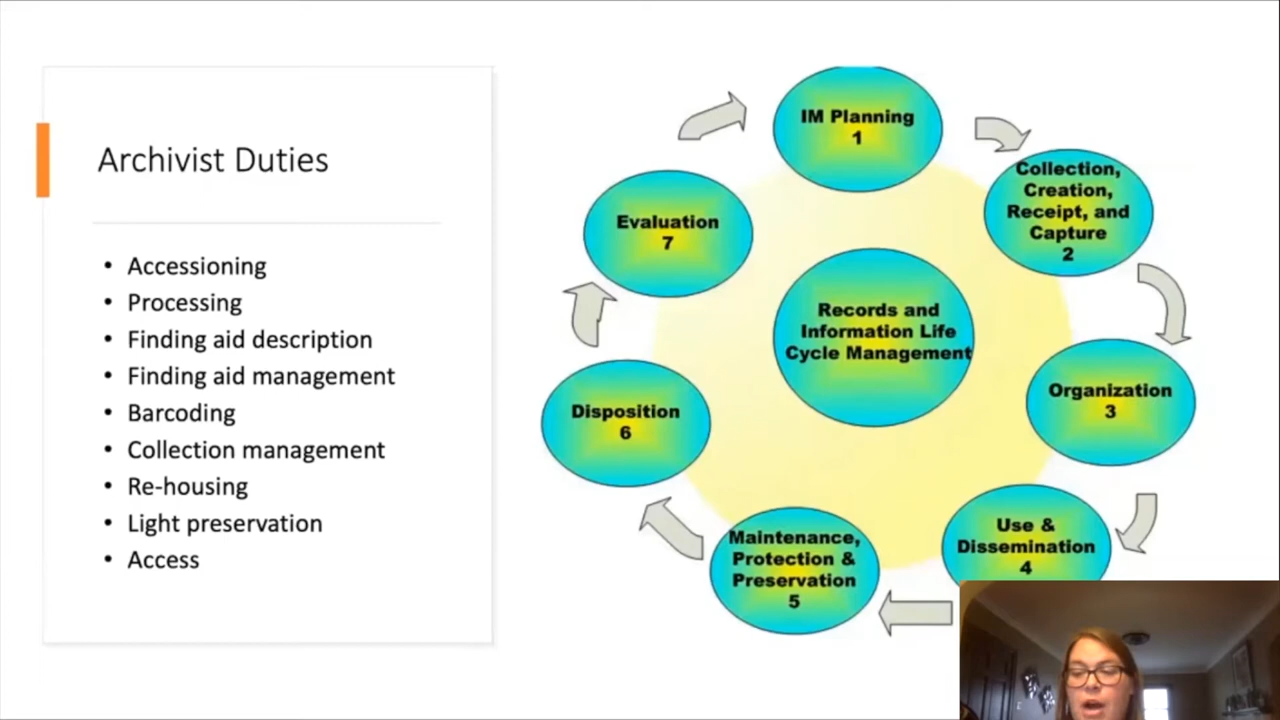 Archivist Duties
• Accessioning
• Processing
• Finding aid description
• Finding aid management
• Barcoding
• Collection management
• Re-housing
• Light preservation
• Access
IM Planning
1
Collection,
Creation,
Receipt, and
Capture
2
Organization
3
Use &
Dissemination
4
Maintenance,
Protection &
Preservation
5
Disposition
6
Evaluation
7
Records and
Information Life
Cycle Management